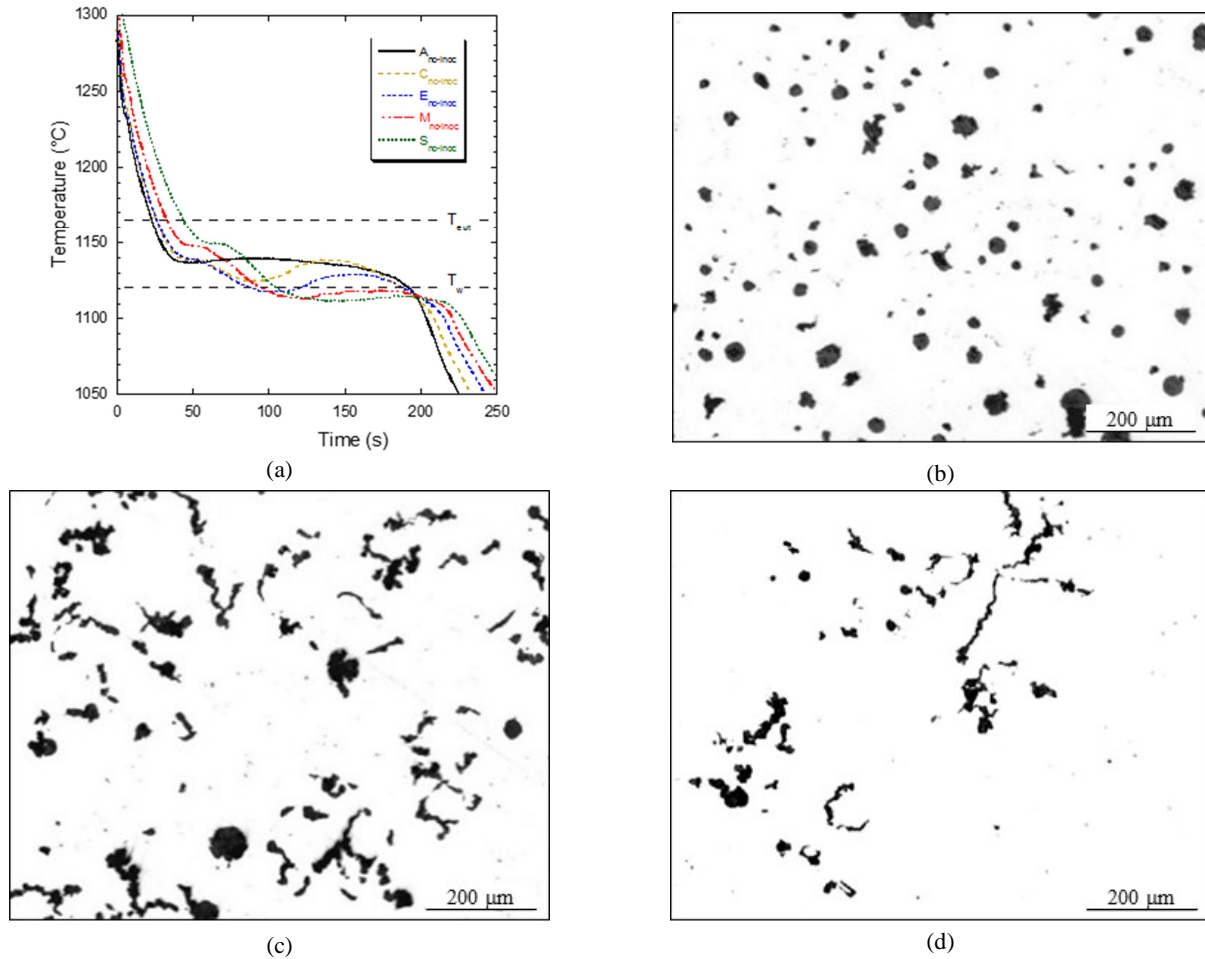 1300
1250
1200
1150
1100
1050
Temperature (°C)
A no-inoc
C no-inoc
E no-inoc
M no-inoc
S no-inoc
T eut
T w
0 50 100 150 200 250
Time (s)
(a)
200 µm
(b)
200 µm
(c)
200 µm
(d)